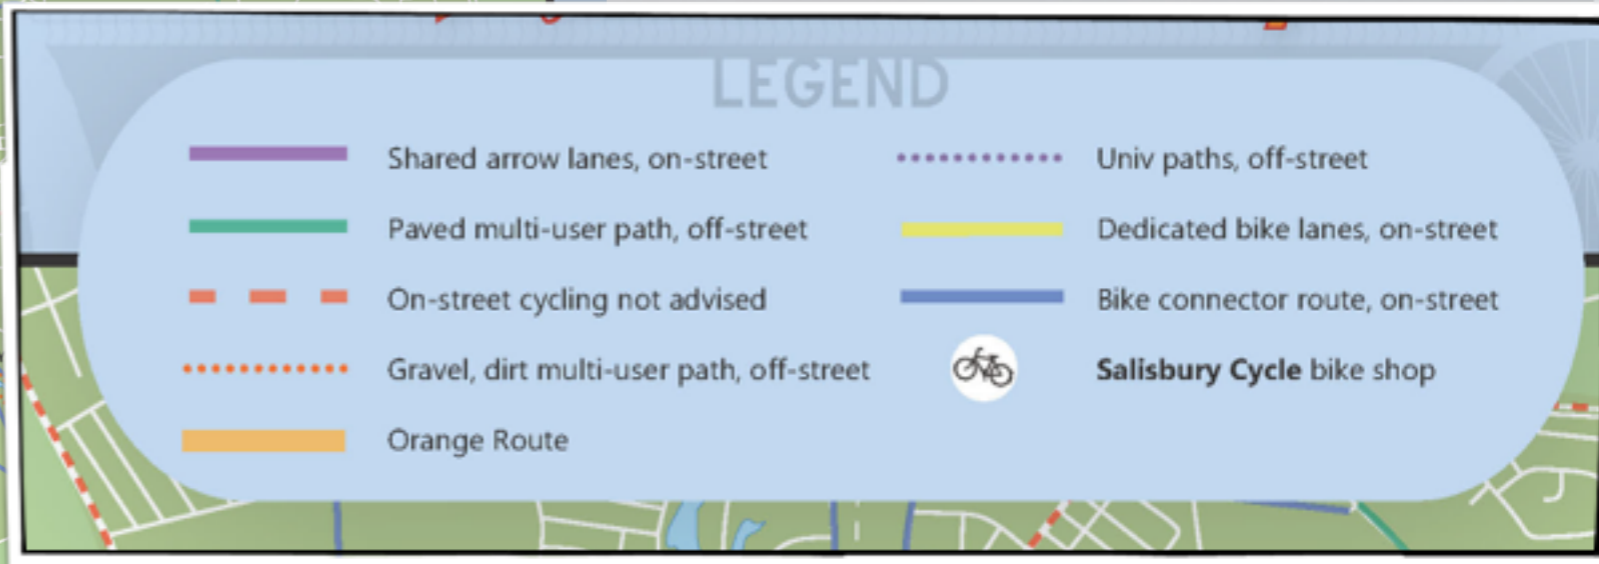 LEGEND
Shared arrow lanes, on-street
Paved multi-user path, off-street
On-street cycling not advised
Gravel, dirt multi-user path, off-street
Orange Route
Univ paths, off-street
Dedicated bike lanes, on-street
Bike connector route, on-street
Salisbury Cycle bike shop